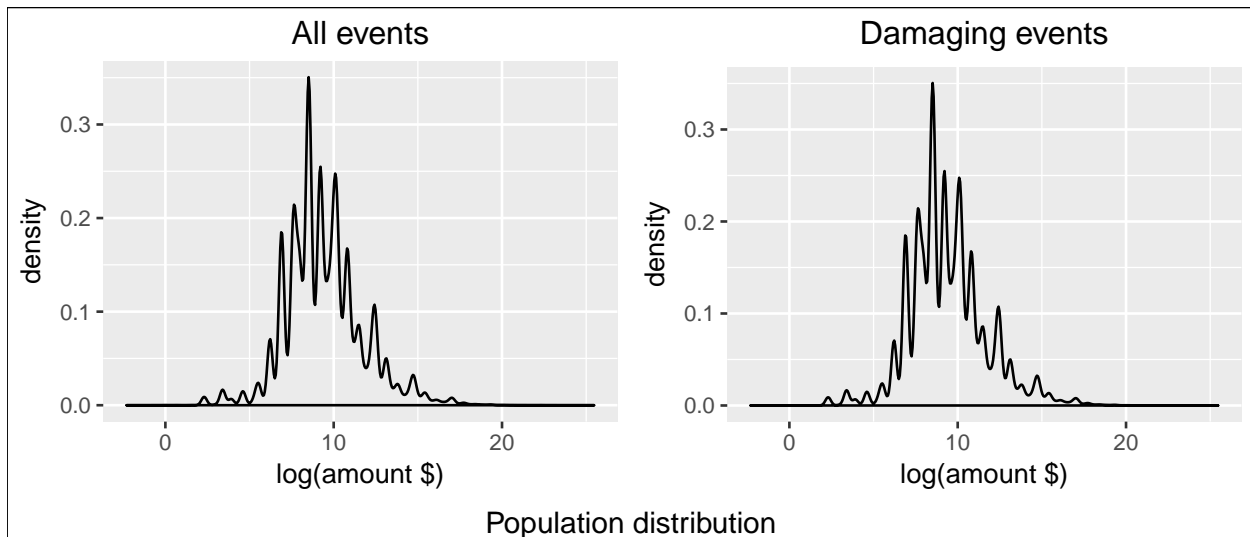 All events
density
0.3
0.2
0.1
0.0
0
10
20
log(amount $)
Damaging events
density
0.3
0.2
0.1
0.0
0
10
20
log(amount $)
Population distribution